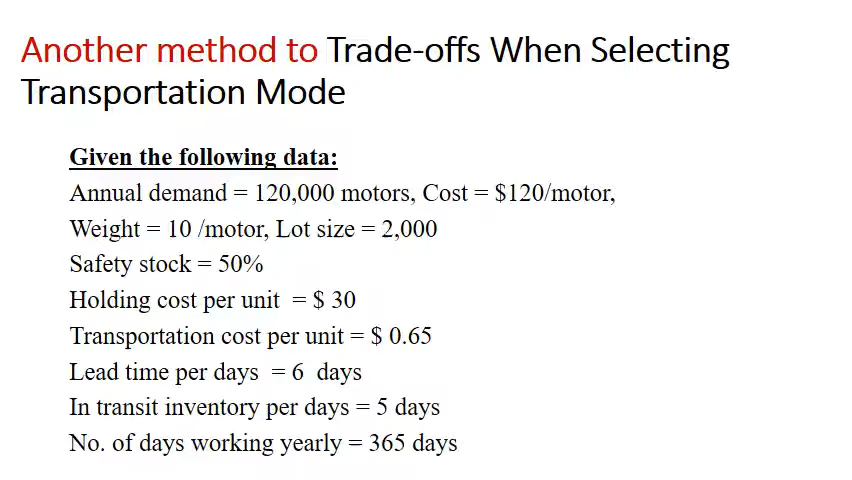 Another method to Trade-offs When Selecting
Transportation Mode
Given the following data:
Annual demand = 120,000 motors, Cost = $120/motor,
Weight = 10 /motor, Lot size = 2,000
Safety stock = 50%
Holding cost per unit = $ 30
Transportation cost per unit = $ 0.65
Lead time per days = 6 days
In transit inventory per days = 5 days
No. of days working yearly = 365 days